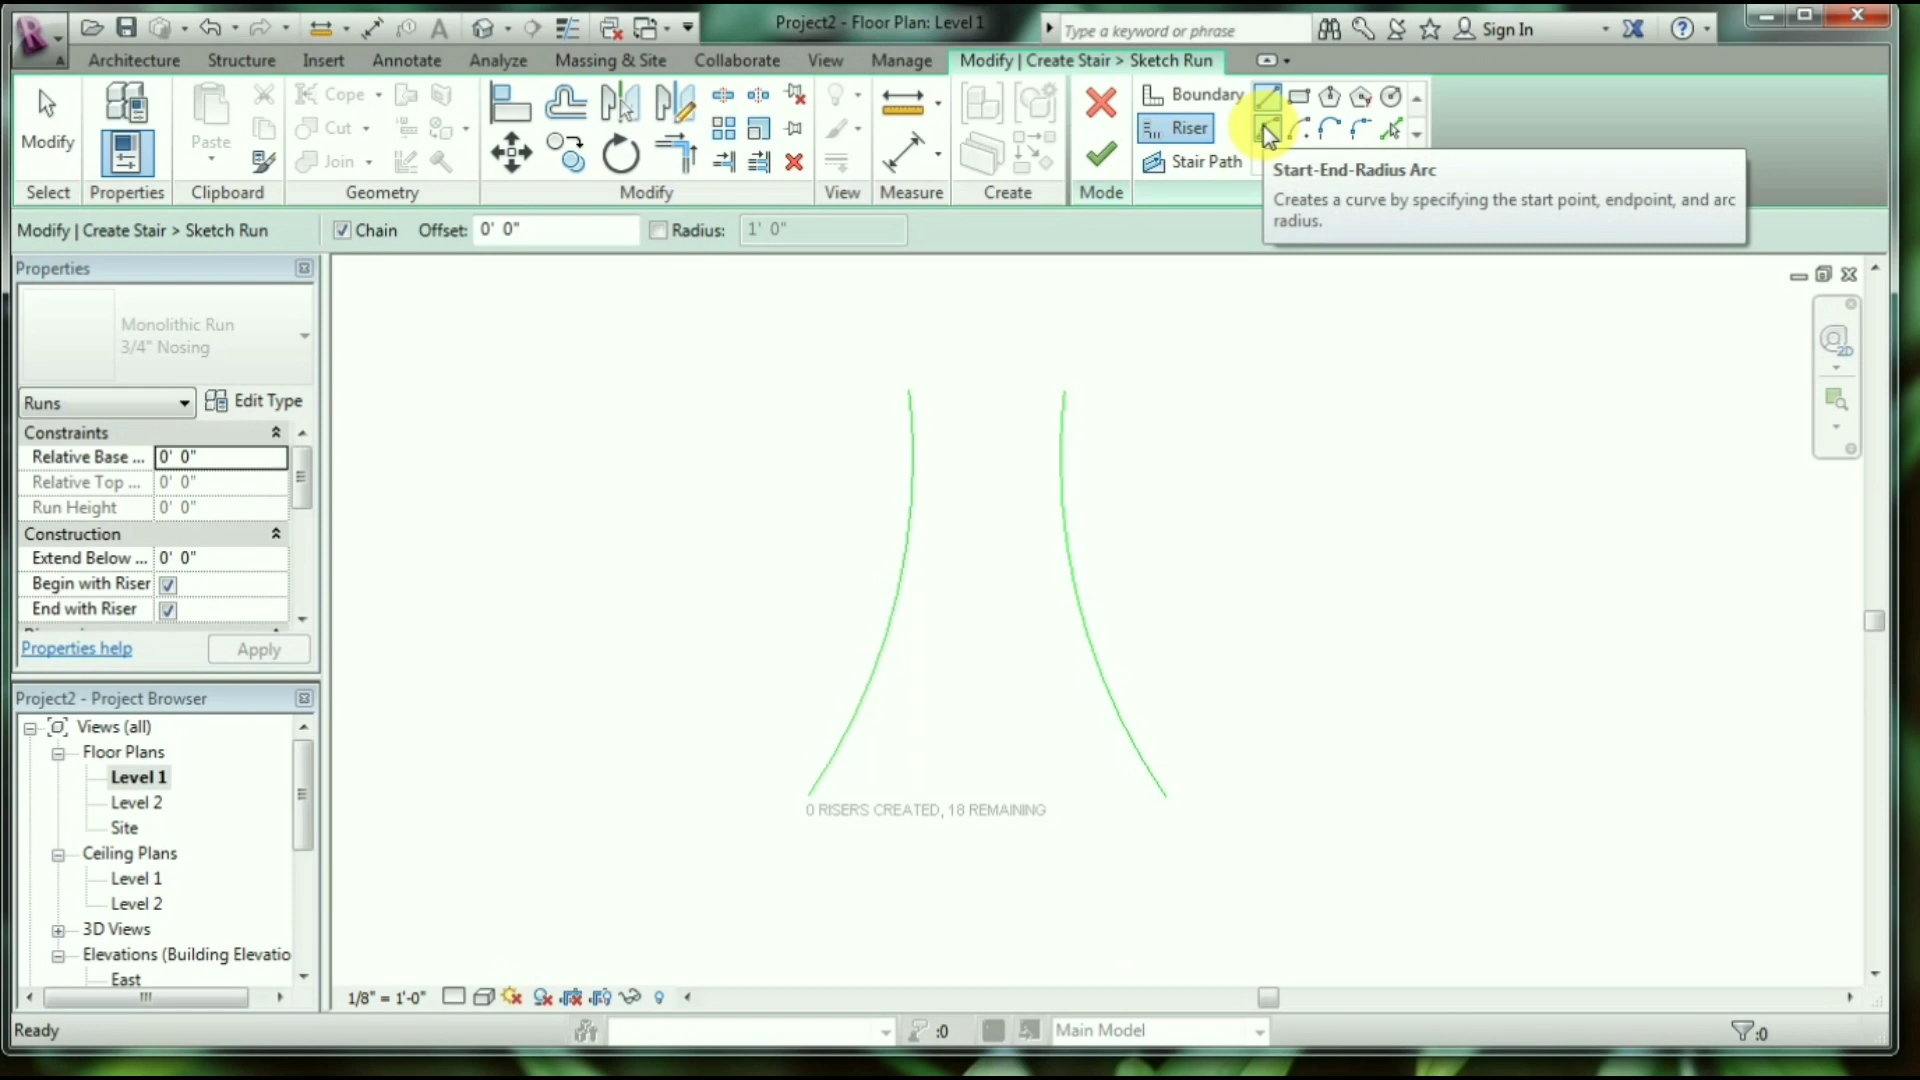 Project2 - Floor Plan: Level 1
Type a keyword or phrase
Sign In
Architecture
Structure
Insert
Annotate
Analyze
Massing & Site
Collaborate
View
Manage
Modify | Create Stair > Sketch Run
Modify
Paste
Cope
Cut
Join
Boundary
Riser
Stair Path
Select
Properties
Clipboard
Geometry
Modify
View
Measure
Create
Mode
Start-End-Radius Arc
Creates a curve by specifying the start point, endpoint, and arc
radius.
Modify | Create Stair > Sketch Run
Chain
Offset: 0' 0"
Radius: 1' 0"
Properties
Monolithic Run
3/4" Nosing
Runs
Edit Type
Constraints
Relative Base ... 0' 0"
Relative Top ... 0' 0"
Run Height 0' 0"
Construction
Extend Below ... 0' 0"
Begin with Riser
End with Riser
Properties help
Apply
Project2 - Project Browser
Views (all)
Floor Plans
Level 1
Level 2
Site
Ceiling Plans
Level 1
Level 2
3D Views
Elevations (Building Elevatio
East
2D
0 RISERS CREATED, 18 REMAINING
1/8" = 1'-0"
Ready
:0
Main Model
:0